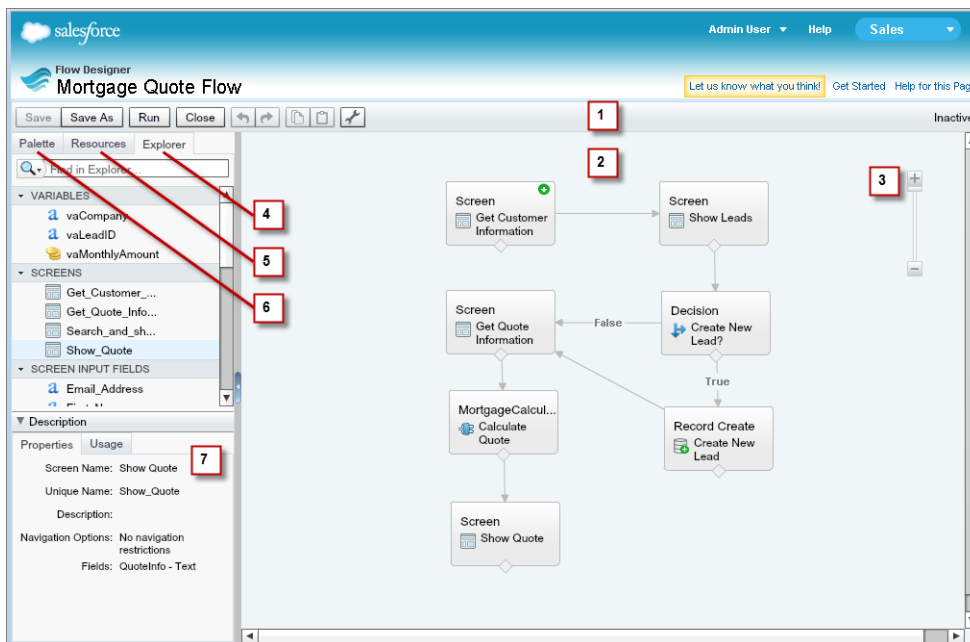 salesforce
Admin User
Help
Sales
Flow Designer
Mortgage Quote Flow
Let us know what you think!
Get Started
Help for this Pag
Save
Save As
Run
Close
1
Inactive
Palette
Resources
Explorer
Find in Explorer...
2
3
VARIABLES
vaCompany
vaLeadID
vaMonthlyAmount
4
5
6
SCREENS
Get_Customer_...
Get_Quote_Info...
Search_and_sh...
Show_Quote
SCREEN INPUT FIELDS
Email_Address
Description
Properties
Usage
7
Screen Name: Show Quote
Unique Name: Show_Quote
Description:
Navigation Options: No navigation
restrictions
Fields: QuoteInfo - Text
Screen
Get Customer
Information
Screen
Show Leads
Decision
Create New
Lead?
False
True
Screen
Get Quote
Information
Record Create
Create New
Lead
MortgageCalcul...
Calculate
Quote
Screen
Show Quote